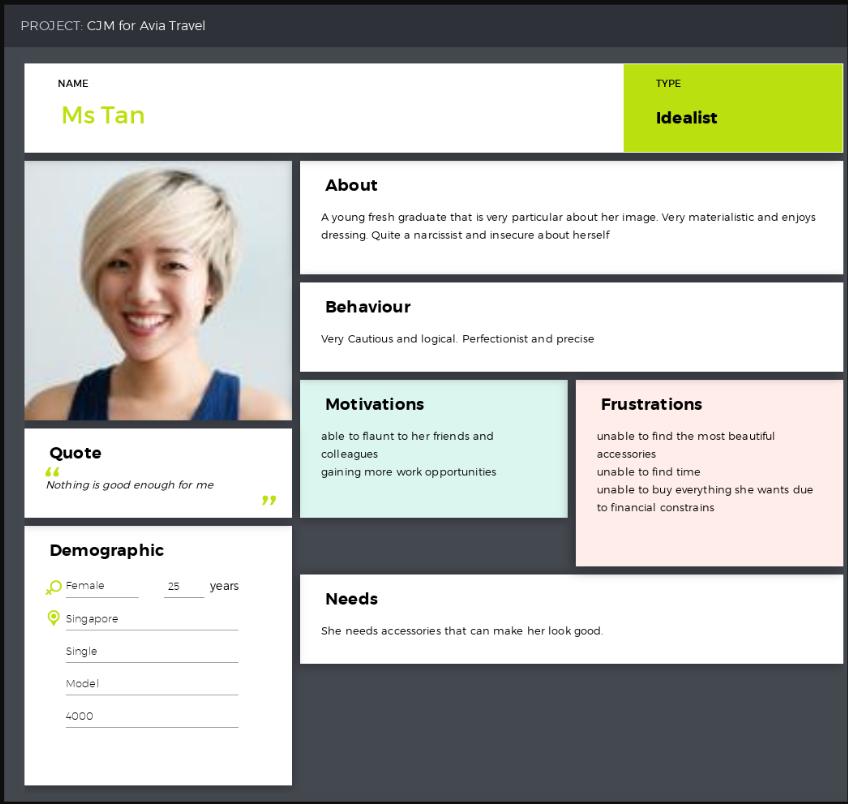 PROJECT: CJM for Avia Travel
NAME
Ms Tan
TYPE
Idealist
About
A young fresh graduate that is very particular about her image. Very materialistic and enjoys
dressing. Quite a narcissist and insecure about herself
Behaviour
Very Cautious and logical. Perfectionist and precise
Motivations
able to flaunt to her friends and
colleagues
gaining more work opportunities
Frustrations
unable to find the most beautiful
accessories
unable to find time
unable to buy everything she wants due
to financial constrains
Quote
“
Nothing is good enough for me
”
Demographic
Female 25 years
Singapore
Single
Model
4000
Needs
She needs accessories that can make her look good.